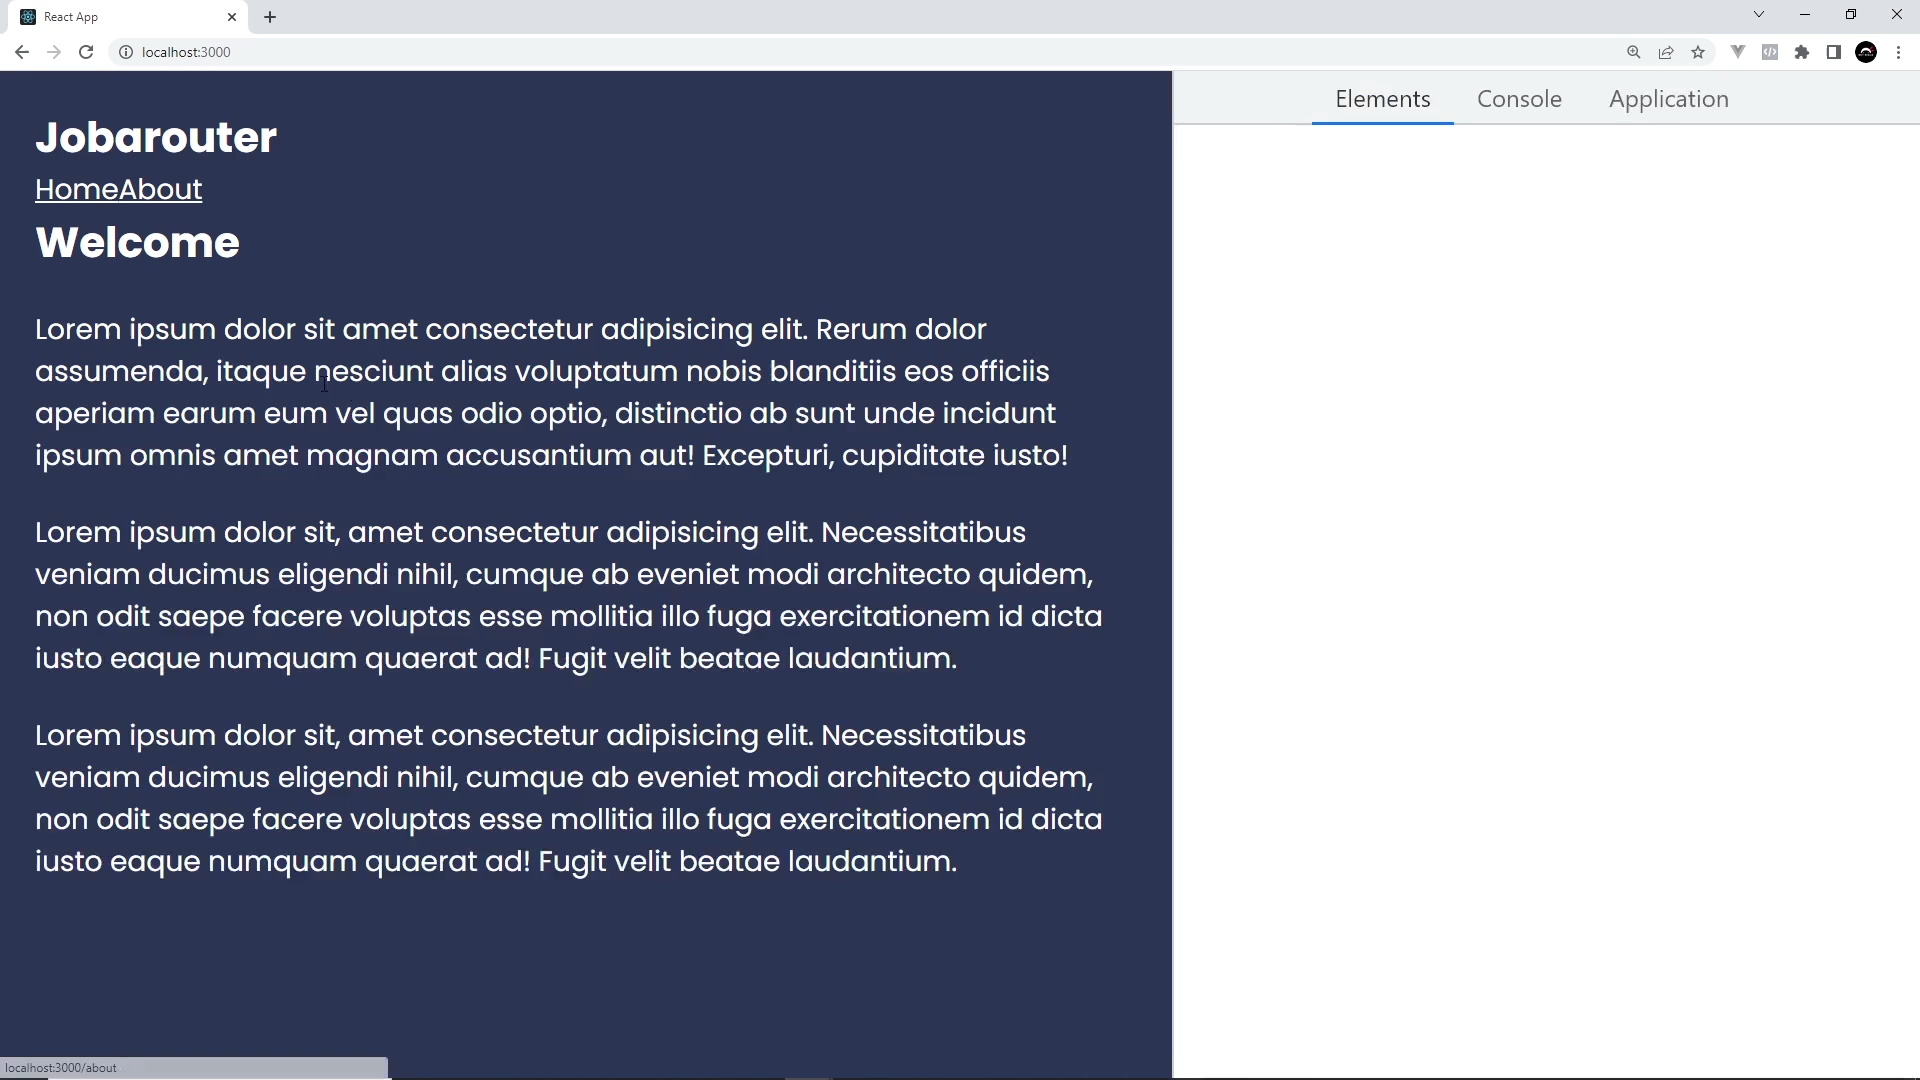 React App
localhost:3000
Elements Console Application
Jobarouter
HomeAbout
Welcome
Lorem ipsum dolor sit amet consectetur adipisicing elit. Rerum dolor
assumenda, itaque nesciunt alias voluptatum nobis blanditiis eos officiis
aperiam earum eum vel quas odio optio, distinctio ab sunt unde incidunt
ipsum omnis amet magnam accusantium aut! Excepturi, cupiditate iusto!
Lorem ipsum dolor sit, amet consectetur adipisicing elit. Necessitatibus
veniam ducimus eligendi nihil, cumque ab eveniet modi architecto quidem,
non odit saepe facere voluptas esse mollitia illo fuga exercitationem id dicta
iusto eaque numquam quaerat ad! Fugit velit beatae laudantium.
Lorem ipsum dolor sit, amet consectetur adipisicing elit. Necessitatibus
veniam ducimus eligendi nihil, cumque ab eveniet modi architecto quidem,
non odit saepe facere voluptas esse mollitia illo fuga exercitationem id dicta
iusto eaque numquam quaerat ad! Fugit velit beatae laudantium.
localhost:3000/about